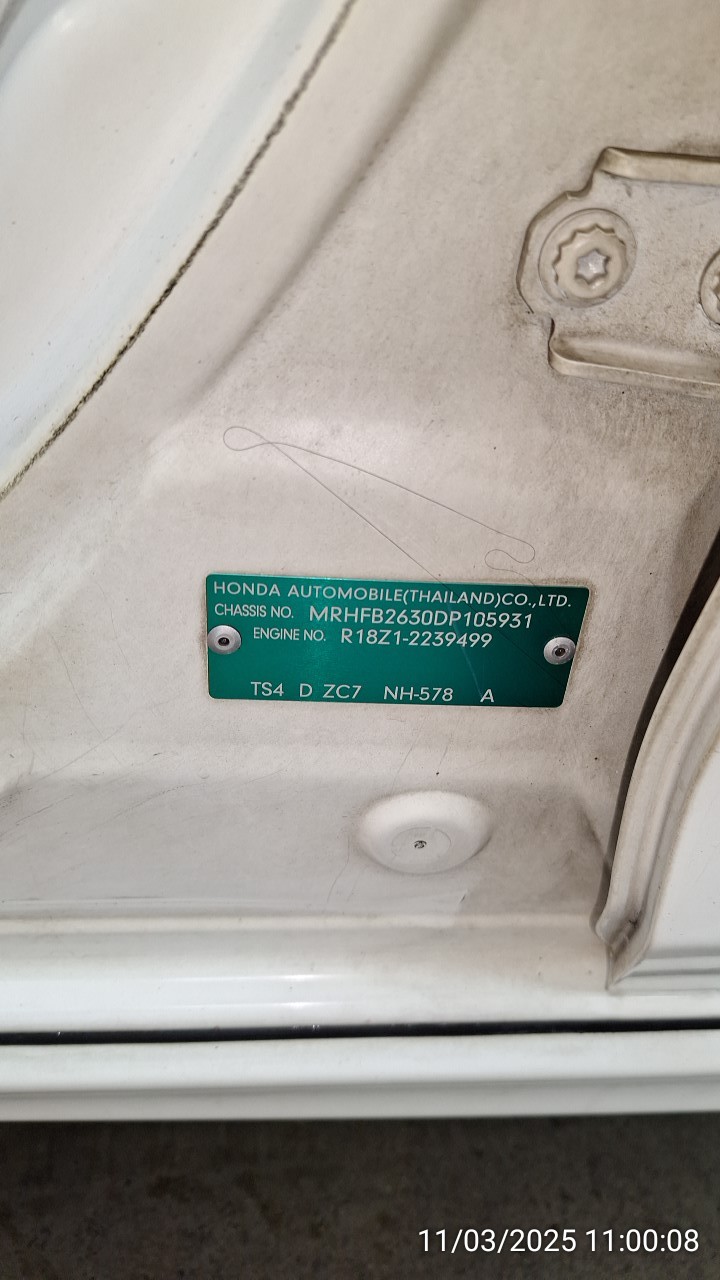 HONDA AUTOMOBILE(THAILAND)CO.,LTD.
CHASSIS NO. MRHFB2630DP105931
ENGINE NO. R18Z1-2239499
TS4 D ZC7 NH-578 A
11/03/2025 11:00:08